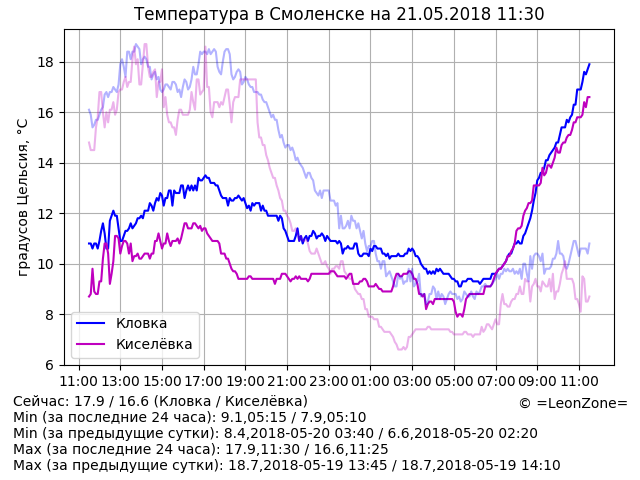 Температура в Смоленске на 21.05.2018 11:30
градусов Цельсия, °C
18
16
14
12
10
8
6
Кловка
Киселёвка
11:00 13:00 15:00 17:00 19:00 21:00 23:00 01:00 03:00 05:00 07:00 09:00 11:00
Сейчас: 17.9 / 16.6 (Кловка / Киселёвка)
© =LeonZone=
Min (за последние 24 часа): 9.1,05:15 / 7.9,05:10
Min (за предыдущие сутки): 8.4,2018-05-20 03:40 / 6.6,2018-05-20 02:20
Max (за последние 24 часа): 17.9,11:30 / 16.6,11:25
Max (за предыдущие сутки): 18.7,2018-05-19 13:45 / 18.7,2018-05-19 14:10